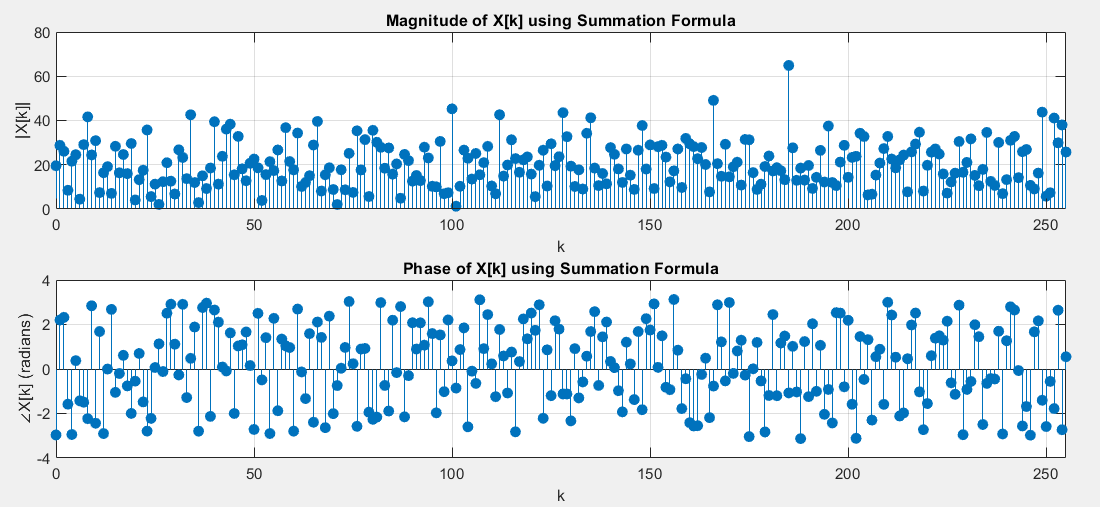 Magnitude of X[k] using Summation Formula
80
60
40
20
0
|X[k]|
0 50 100 150 200 250
k
Phase of X[k] using Summation Formula
4
2
0
-2
-4
∠X[k] (radians)
0 50 100 150 200 250
k